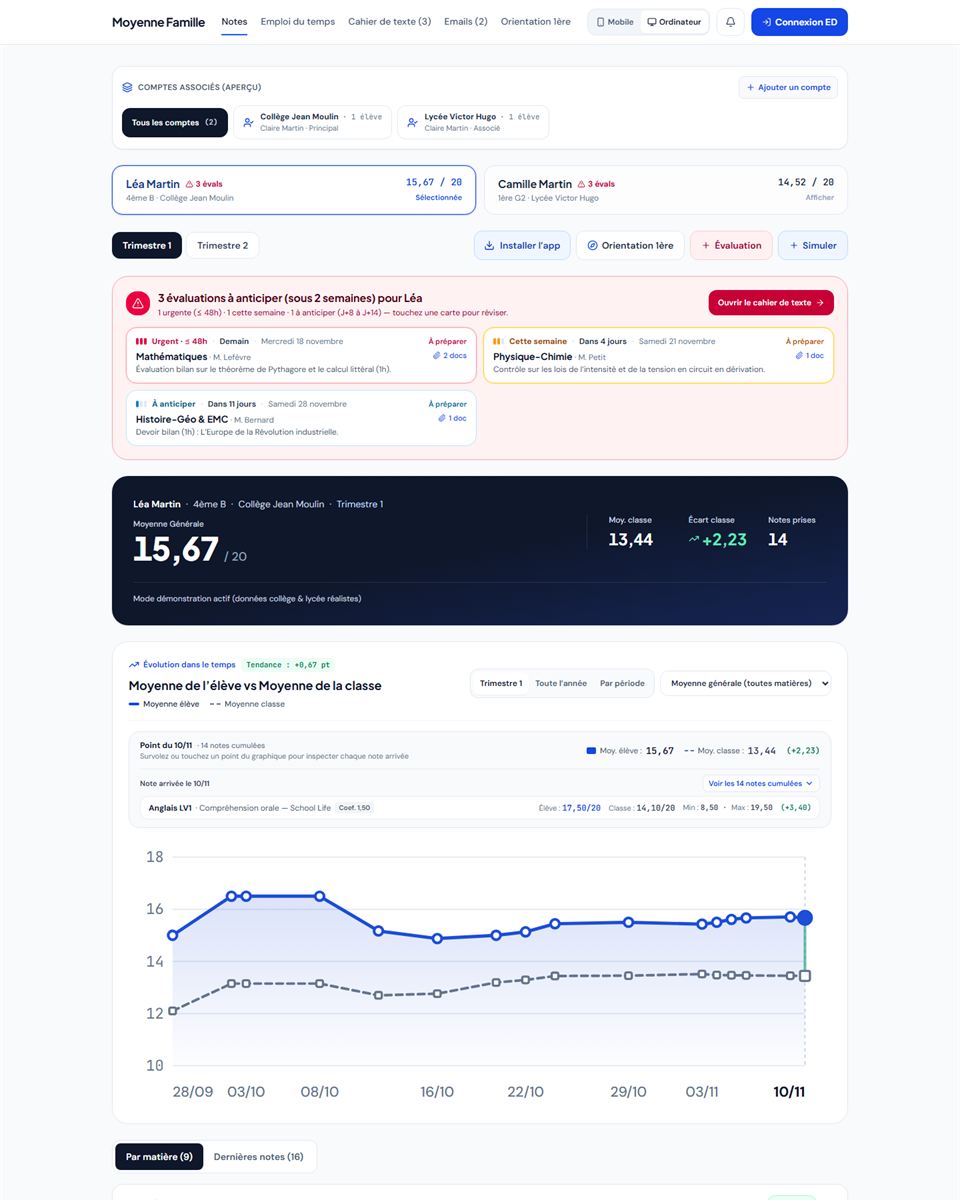 Moyenne Famille
Notes
Emploi du temps
Cahier de texte (3)
Emails (2)
Orientation 1ère
Mobile
Ordinateur
Connexion ED
COMPTES ASSOCIÉS (APERÇU)
Ajouter un compte
Tous les comptes (2)
Collège Jean Moulin · 1 élève
Claire Martin · Principal
Lycée Victor Hugo · 1 élève
Claire Martin · Associé
Léa Martin 3 évals
15,67 / 20
4ème B · Collège Jean Moulin
Sélectionnée
Camille Martin 3 évals
14,52 / 20
1ère G2 · Lycée Victor Hugo
Afficher
Trimestre 1
Trimestre 2
Installer l'app
Orientation 1ère
Évaluation
Simuler
3 évaluations à anticiper (sous 2 semaines) pour Léa
1 urgente (≤ 48h) · 1 cette semaine · 1 à anticiper (J+8 à J+14) — touchez une carte pour réviser.
Ouvrir le cahier de texte →
Urgent · ≤ 48h · Demain · Mercredi 18 novembre
À préparer
Mathématiques · M. Lefèvre
2 docs
Évaluation bilan sur le théorème de Pythagore et le calcul littéral (1h).
Cette semaine · Dans 4 jours · Samedi 21 novembre
À préparer
Physique-Chimie · M. Petit
1 doc
Contrôle sur les lois de l'intensité et de la tension en circuit en dérivation.
À anticiper · Dans 11 jours · Samedi 28 novembre
À préparer
Histoire-Géo & EMC · M. Bernard
1 doc
Devoir bilan (1h) : L'Europe de la Révolution industrielle.
Léa Martin · 4ème B · Collège Jean Moulin · Trimestre 1
Moyenne Générale
15,67 / 20
Moy. classe
13,44
Écart classe
+2,23
Notes prises
14
Mode démonstration actif (données collège & lycée réalistes)
Évolution dans le temps
Tendance : +0,67 pt
Moyenne de l'élève vs Moyenne de la classe
Moyenne élève
Moyenne classe
Trimestre 1
Toute l'année
Par période
Moyenne générale (toutes matières)
Point du 10/11 · 14 notes cumulées
Survolez ou touchez un point du graphique pour inspecter chaque note arrivée
Moy. élève : 15,67
Moy. classe : 13,44 (+2,23)
Note arrivée le 10/11
Voir les 14 notes cumulées
Anglais LV1 · Compréhension orale — School Life
Coef. 1,50
Élève : 17,50/20
Classe : 14,10/20
Min : 8,50 · Max : 19,50
(+3,40)
18
16
14
12
10
28/09
03/10
08/10
16/10
22/10
29/10
03/11
10/11
Par matière (9)
Dernières notes (16)